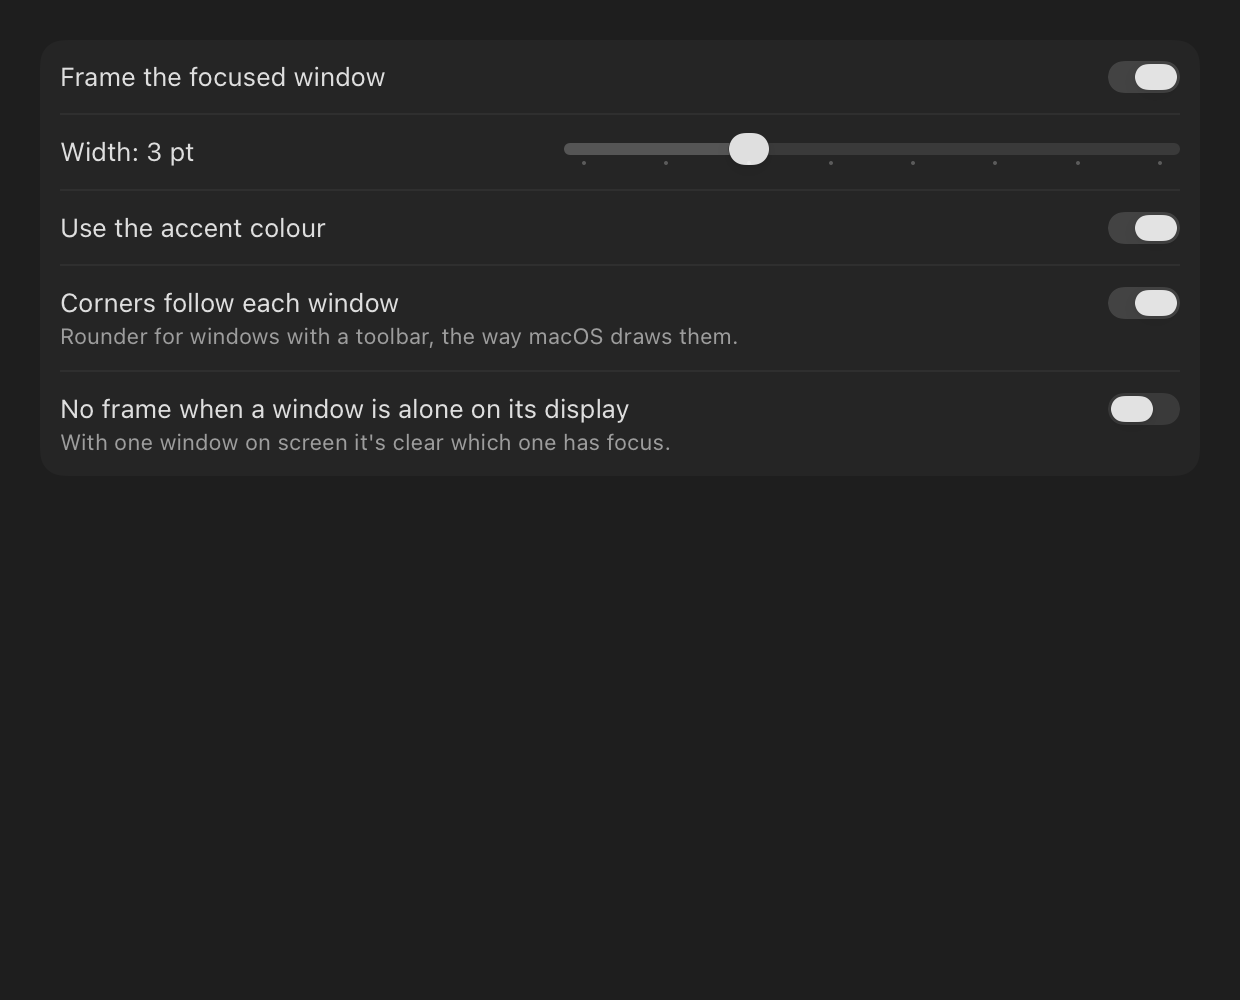 Frame the focused window
Width: 3 pt
Use the accent colour
Corners follow each window
Rounder for windows with a toolbar, the way macOS draws them.
No frame when a window is alone on its display
With one window on screen it's clear which one has focus.